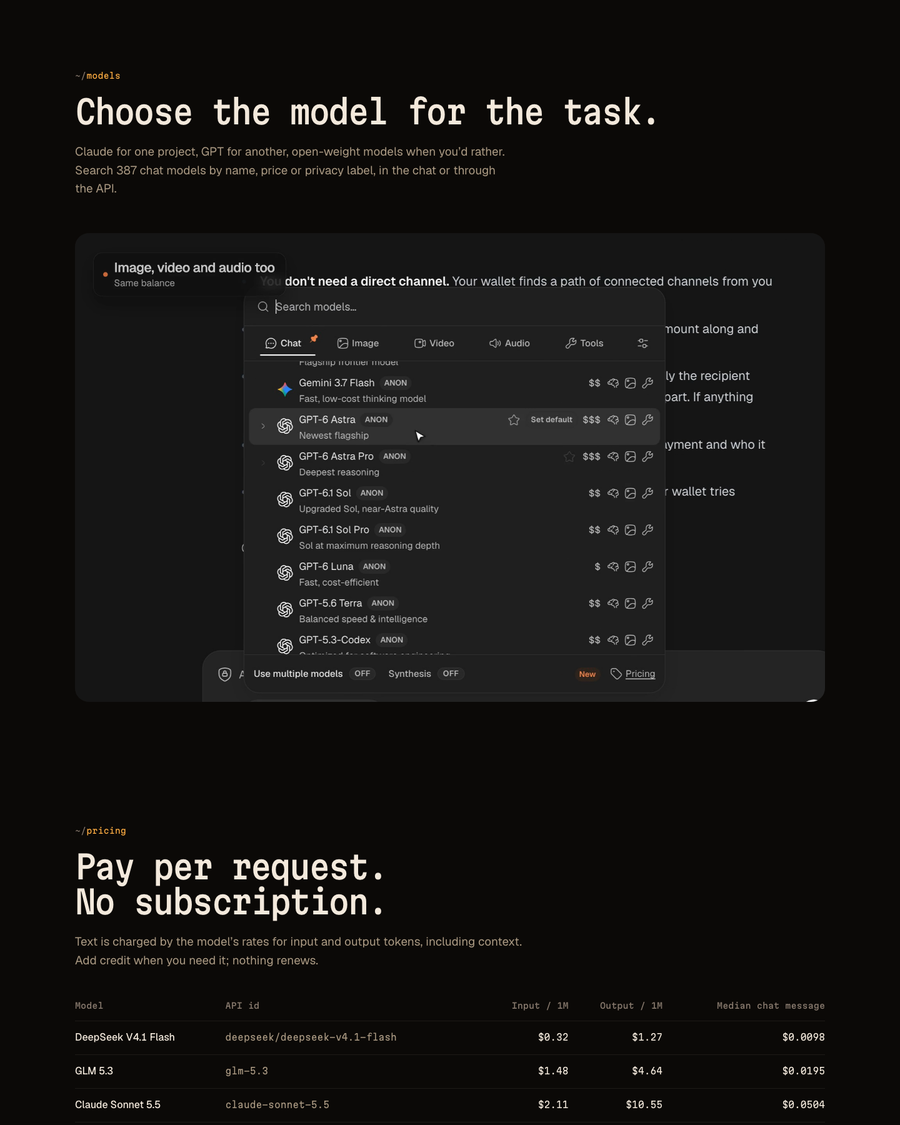 ~/models
Choose the model for the task.
Claude for one project, GPT for another, open-weight models when you'd rather.
Search 387 chat models by name, price or privacy label, in the chat or through
the API.
Image, video and audio too
Same balance
You don't need a direct channel. Your wallet finds a path of connected channels from you
Search models...
mount along and
Chat
Image
Video
Audio
Tools
Flagship frontier model
Gemini 3.7 Flash ANON $$
Fast, low-cost thinking model
ly the recipient
part. If anything
GPT-6 Astra ANON Set default $$$
Newest flagship
ayment and who it
GPT-6 Astra Pro ANON $$$
Deepest reasoning
GPT-6.1 Sol ANON $$
Upgraded Sol, near-Astra quality
r wallet tries
GPT-6.1 Sol Pro ANON $$
Sol at maximum reasoning depth
GPT-6 Luna ANON $
Fast, cost-efficient
GPT-5.6 Terra ANON $$
Balanced speed & intelligence
GPT-5.3-Codex ANON $$
Optimized for software engineering
A
Use multiple models OFF Synthesis OFF New Pricing
~/pricing
Pay per request.
No subscription.
Text is charged by the model's rates for input and output tokens, including context.
Add credit when you need it; nothing renews.
Model API id Input / 1M Output / 1M Median chat message
DeepSeek V4.1 Flash deepseek/deepseek-v4.1-flash $0.32 $1.27 $0.0098
GLM 5.3 glm-5.3 $1.48 $4.64 $0.0195
Claude Sonnet 5.5 claude-sonnet-5.5 $2.11 $10.55 $0.0504